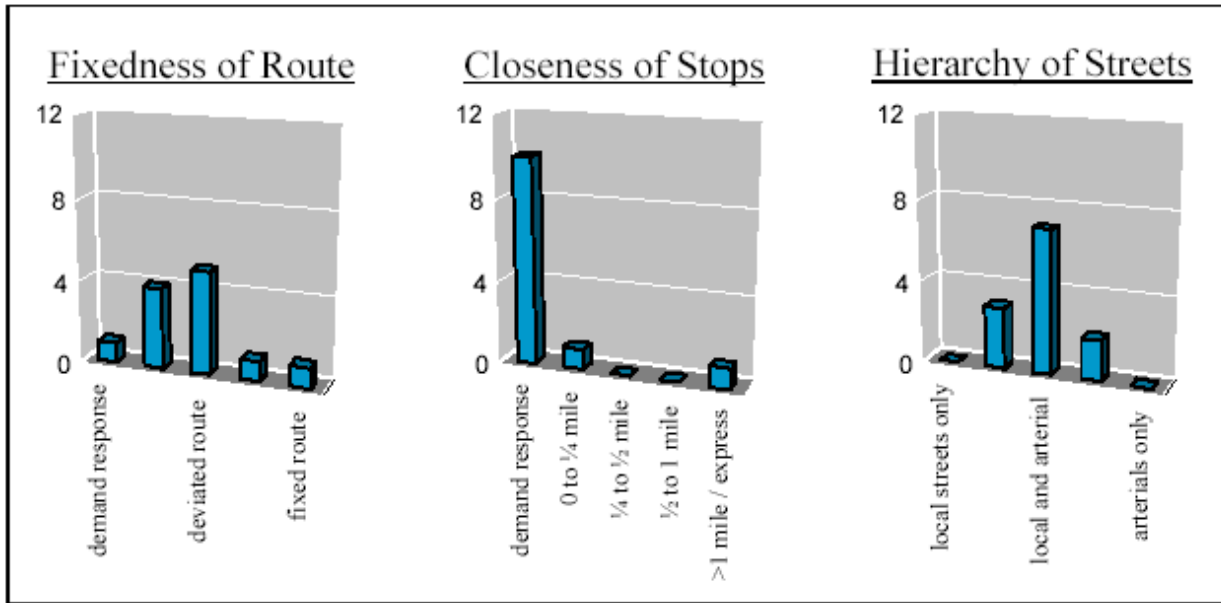 Fixedness of Route
12
8
4
0
demand response
deviated route
fixed route
Closeness of Stops
12
8
4
0
demand response
0 to ¼ mile
¼ to ½ mile
½ to 1 mile
>1 mile / express
Hierarchy of Streets
12
8
4
0
local streets only
local and arterial
arterials only